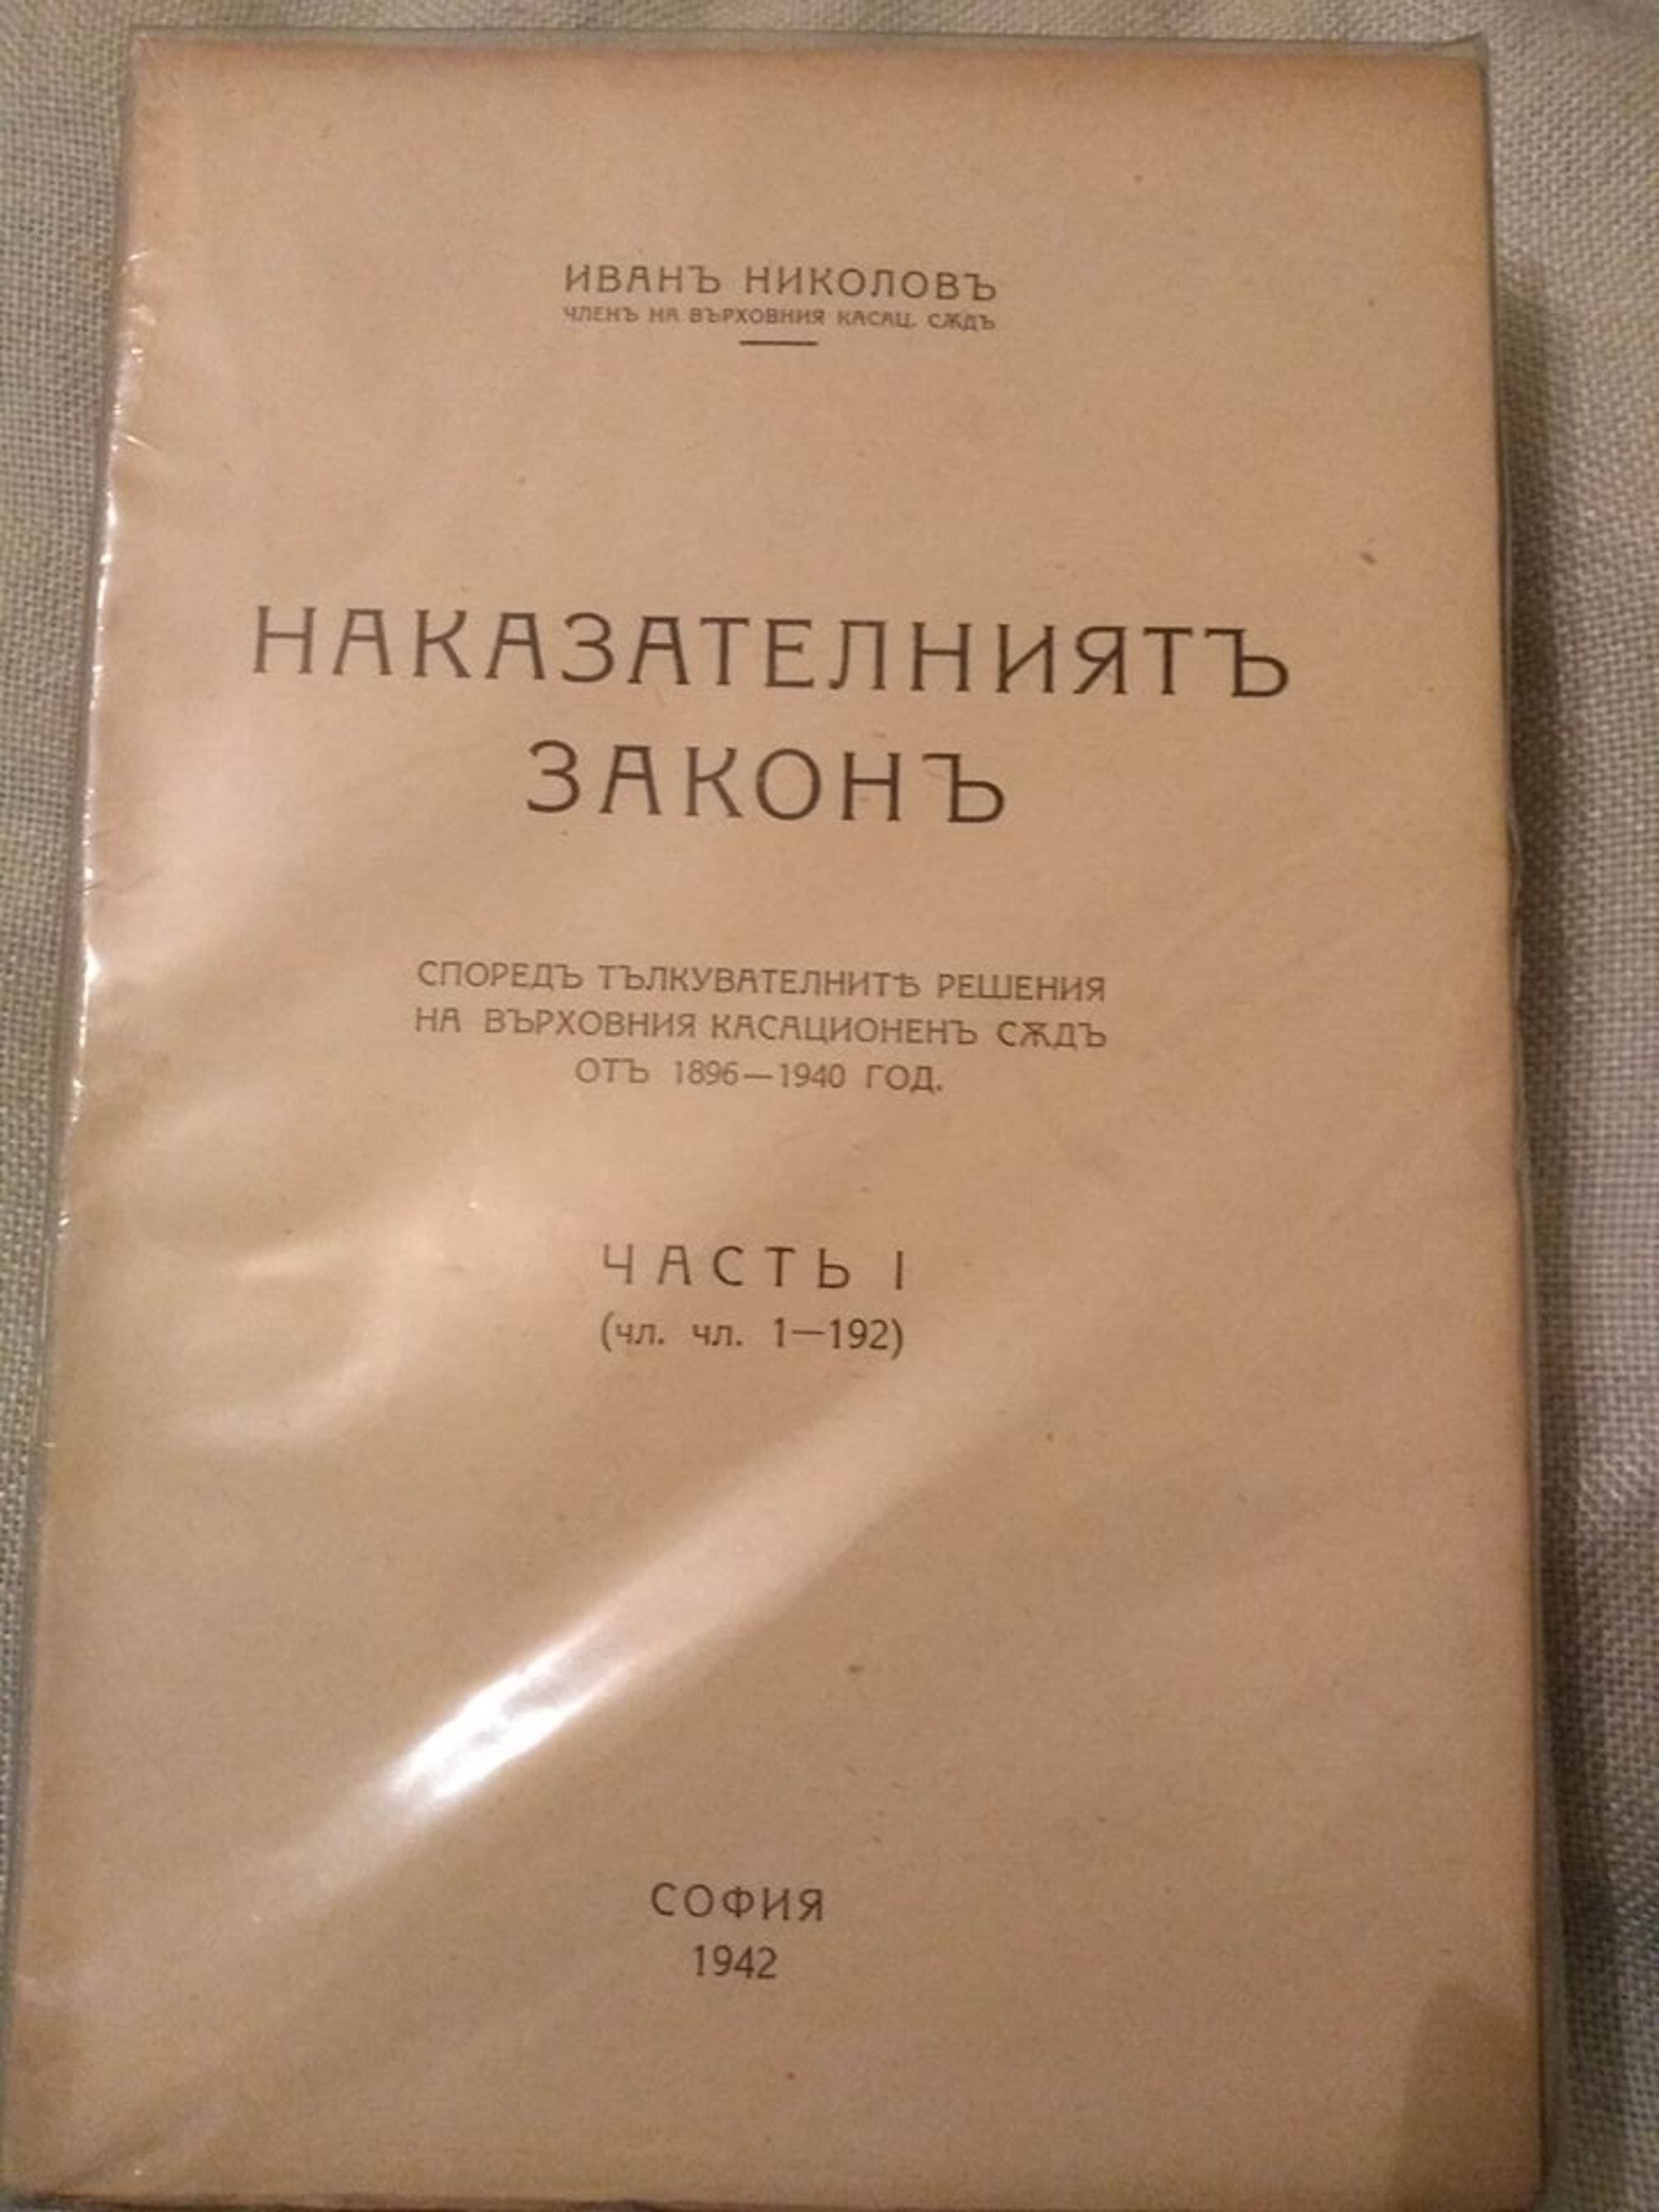 ИВАНЪ НИКОЛОВЪ
ЧЛЕНЪ НА ВЪРХОВНИЯ КАСАЦ. СѪДЪ
НАКАЗАТЕЛНИЯТЪ
ЗАКОНЪ
СПОРЕДЪ ТЪЛКУВАТЕЛНИТѢ РЕШЕНИЯ
НА ВЪРХОВНИЯ КАСАЦИОНЕНЪ СѪДЪ
ОТЪ 1896—1940 ГОД.
ЧАСТЬ I
(чл. чл. 1—192)
СОФИЯ
1942